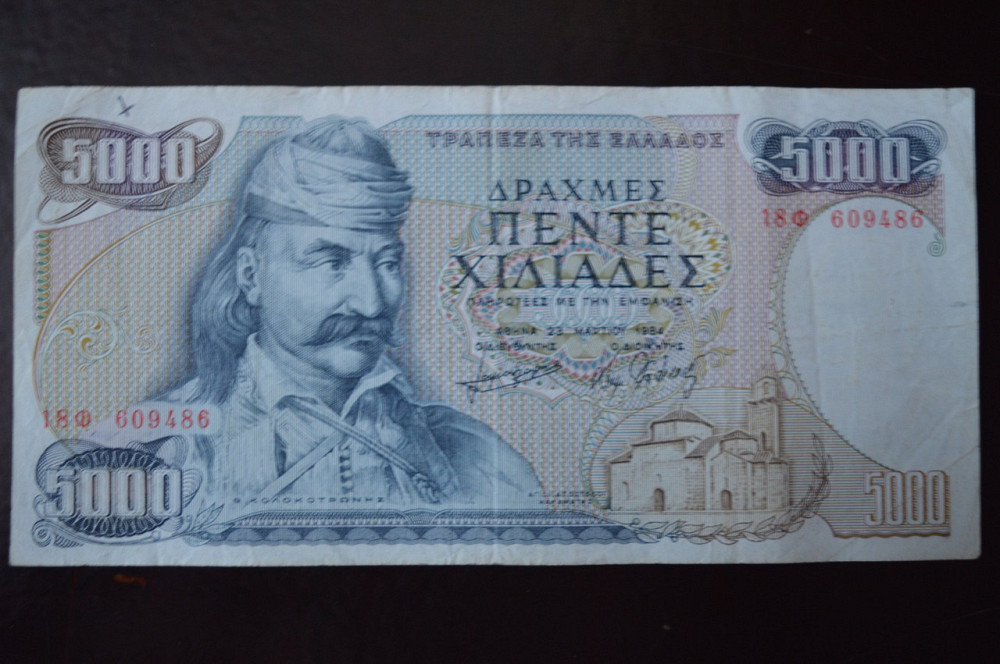 5000
ΤΡΑΠΕΖΑ ΤΗΣ ΕΛΛΑΔΟΣ
5000
ΔΡΑΧΜΕΣ
ΠΕΝΤΕ
ΧΙΛΙΑΔΕΣ
18Φ 609486
ΠΛΗΡΩΤΕΕΣ ΜΕ ΤΗΝ ΕΜΦΑΝΙΣΗ
ΑΘΗΝΑ 23 ΜΑΡΤΙΟΥ 1984
Ο ΔΙΕΥΘΥΝΤΗΣ Ο ΔΙΟΙΚΗΤΗΣ
18Φ 609486
5000
Θ. ΚΟΛΟΚΟΤΡΩΝΗΣ
5000